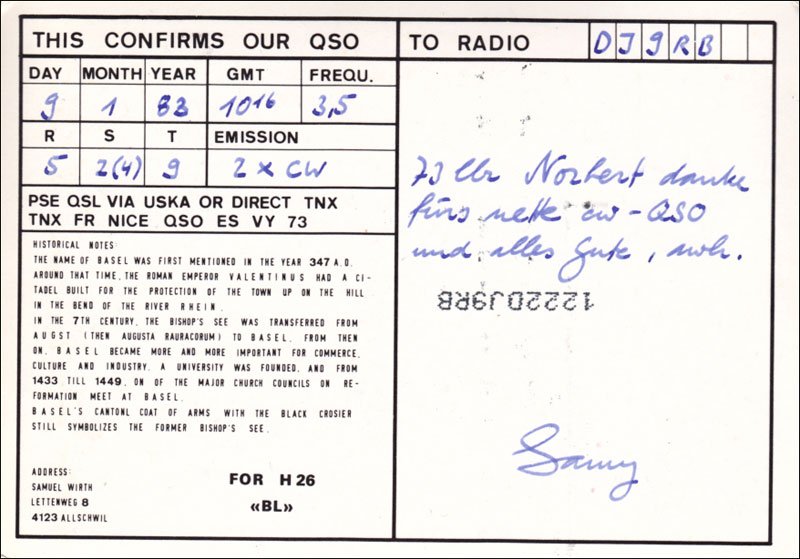 THIS CONFIRMS OUR QSO
TO RADIO DJ9RB
DAY MONTH YEAR GMT FREQU.
9 1 83 1016 3,5
R S T EMISSION
5 2(4) 9 2 x CW
PSE QSL VIA USKA OR DIRECT TNX
TNX FR NICE QSO ES VY 73
HISTORICAL NOTES:
THE NAME OF BASEL WAS FIRST MENTIONED IN THE YEAR 347 A.D.
AROUND THAT TIME, THE ROMAN EMPEROR VALENTINUS HAD A CI-
TADEL BUILT FOR THE PROTECTION OF THE TOWN UP ON THE HILL
IN THE BEND OF THE RIVER RHEIN.
IN THE 7TH CENTURY, THE BISHOP'S SEE WAS TRANSFERRED FROM
AUGST (THEN AUGUSTA RAURACORUM) TO BASEL. FROM THEN
ON, BASEL BECAME MORE AND MORE IMPORTANT FOR COMMERCE,
CULTURE AND INDUSTRY. A UNIVERSITY WAS FOUNDED, AND FROM
1433 TILL 1449, ON OF THE MAJOR CHURCH COUNCILS ON RE-
FORMATION MEET AT BASEL.
BASEL'S CANTONL COAT OF ARMS WITH THE BLACK CROSIER
STILL SYMBOLIZES THE FORMER BISHOP'S SEE.
ADDRESS:
SAMUEL WIRTH
LETTENWEG 8
4123 ALLSCHWIL
FOR H 26
«BL»
73 lbr Norbert danke
fürs nette cw-QSO
und alles Gute, awh.
1222DJ9RB
Samy